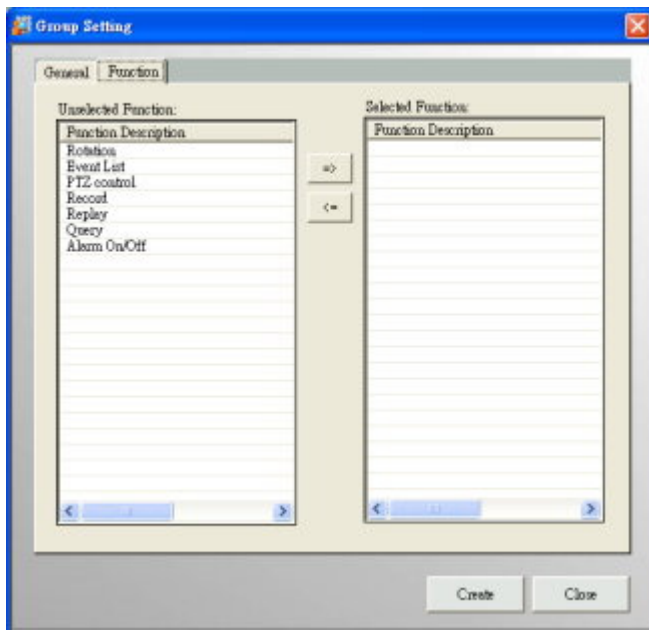 Group Setting
General Function
Unselected Function:
Function Description
Rotation
Event List
PTZ control
Record
Replay
Query
Alarm On/Off
=>
<=
Selected Function:
Function Description
Create Close